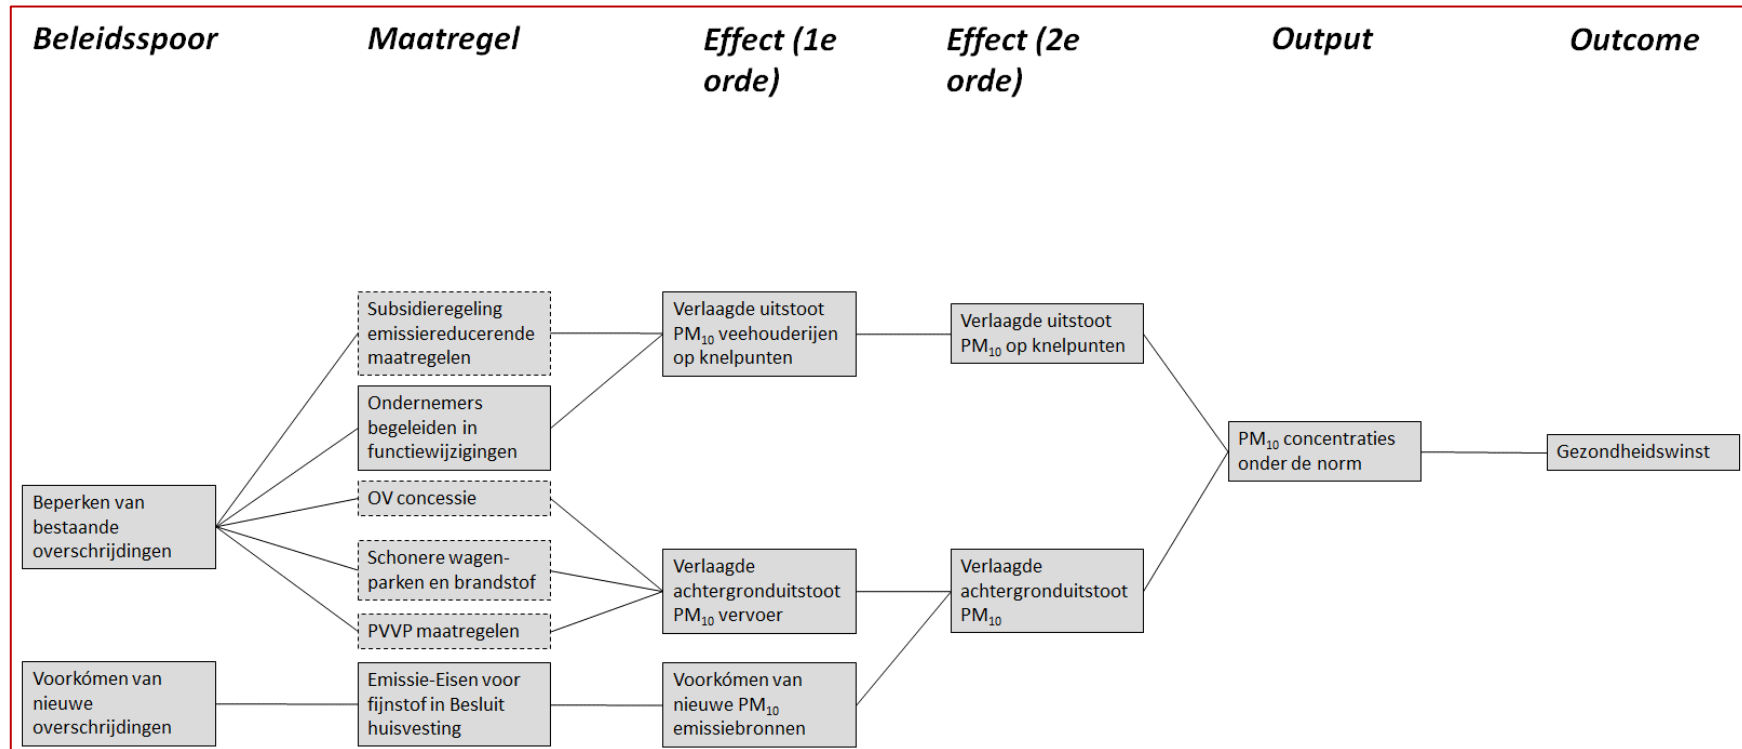 Beleidsspoor
Maatregel
Effect (1e
orde)
Effect (2e
orde)
Output
Outcome
Beperken van
bestaande
overschrijdingen
Voorkómen van
nieuwe
overschrijdingen
Subsidieregeling
emissiereducerende
maatregelen
Ondernemers
begeleiden in
functiewijzigingen
OV concessie
Schonere wagen-
parken en brandstof
PVVP maatregelen
Emissie-Eisen voor
fijnstof in Besluit
huisvesting
Verlaagde uitstoot
PM10 veehouderijen
op knelpunten
Verlaagde
achtergronduitstoot
PM10 vervoer
Voorkómen van
nieuwe PM10
emissiebronnen
Verlaagde uitstoot
PM10 op knelpunten
Verlaagde
achtergronduitstoot
PM10
PM10 concentraties
onder de norm
Gezondheidswinst